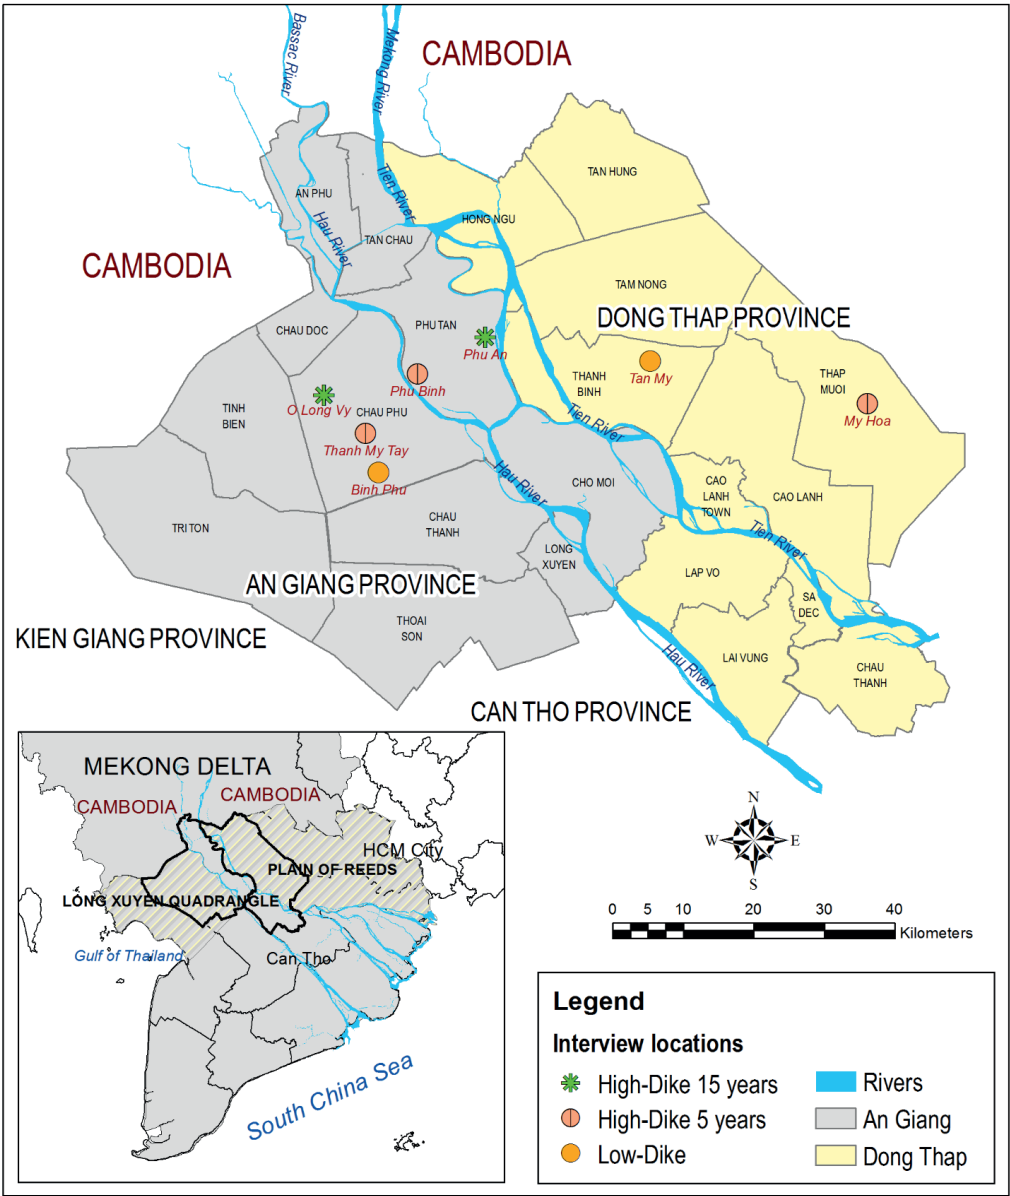 Bassac River
Mekong River
CAMBODIA
TAN HUNG
AN PHU
Tien River
HONG NGU
Hau River
TAN CHAU
CAMBODIA
TAM NONG
DONG THAP PROVINCE
CHAU DOC
PHU TAN
Phu An
THANH
BINH
Tan My
THAP
MUOI
My Hoa
Phu Binh
TINH
BIEN
O Long Vy
CHAU PHU
Thanh My Tay
Binh Phu
Tien River
Hau River
CHO MOI
CAO
LANH
TOWN
CAO LANH
TRI TON
CHAU
THANH
Tien River
LONG
XUYEN
LAP VO
AN GIANG PROVINCE
SA
DEC
THOAI
SON
KIEN GIANG PROVINCE
LAI VUNG
Hau River
CHAU
THANH
CAN THO PROVINCE
MEKONG DELTA
CAMBODIA
CAMBODIA
HCM City
PLAIN OF REEDS
LONG XUYEN QUADRANGLE
Gulf of Thailand
Can Tho
South China Sea
N
W
E
S
0 5 10 20 30 40
Kilometers
Legend
Interview locations
High-Dike 15 years
High-Dike 5 years
Low-Dike
Rivers
An Giang
Dong Thap